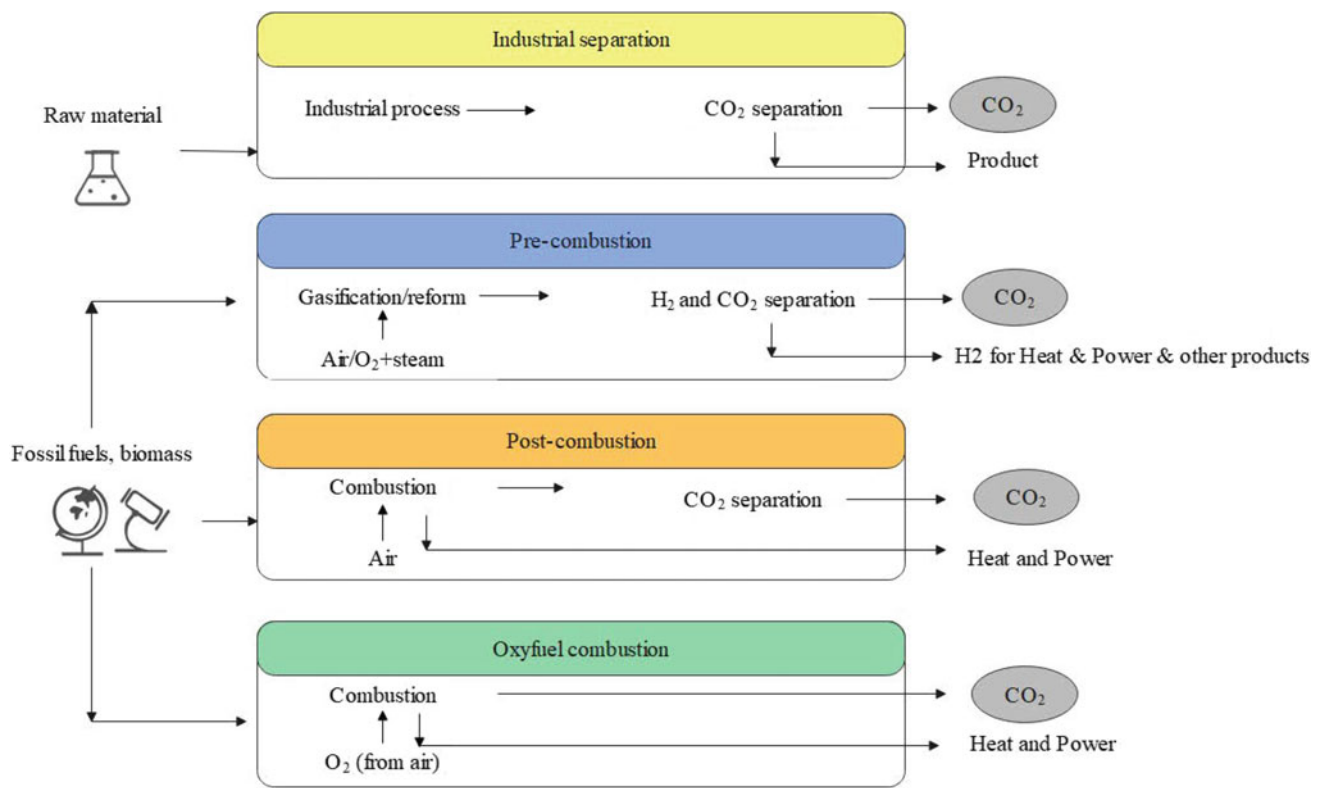 Industrial separation
Raw material
Industrial process
CO₂ separation
CO₂
Product
Pre-combustion
Gasification/reform
H₂ and CO₂ separation
CO₂
Air/O₂+steam
H2 for Heat & Power & other products
Fossil fuels, biomass
Post-combustion
Combustion
CO₂ separation
CO₂
Air
Heat and Power
Oxyfuel combustion
Combustion
CO₂
O₂ (from air)
Heat and Power